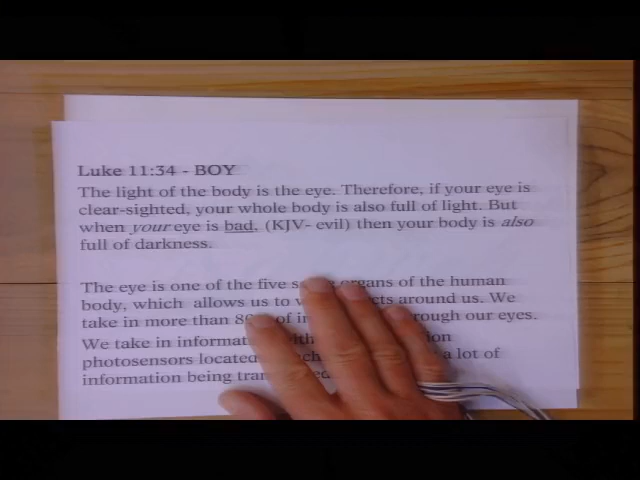 Luke 11:34 - BOY
The light of the body is the eye. Therefore, if your eye is
clear-sighted, your whole body is also full of light. But
when your eye is bad, (KJV- evil) then your body is also
full of darkness.
The eye is one of the five organs of the human
body, which allows us to around us. We
take in more than of through our eyes.
We take in
photosensors located a lot of
information being